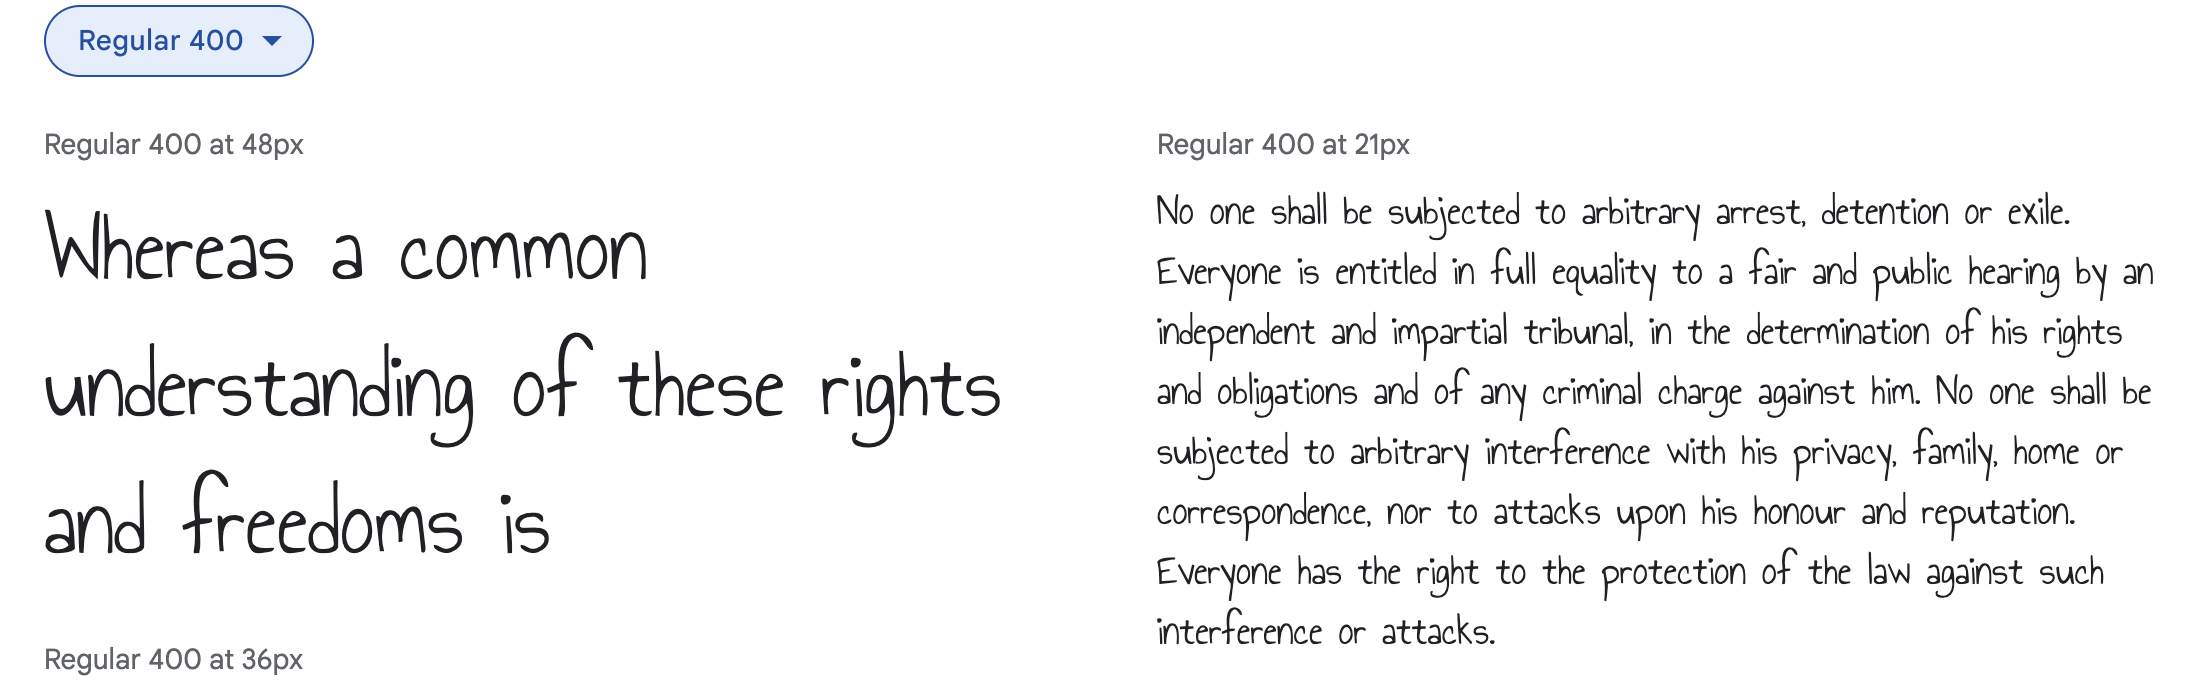 Regular 400
Regular 400 at 48px
Whereas a common
understanding of these rights
and freedoms is
Regular 400 at 36px
Regular 400 at 21px
No one shall be subjected to arbitrary arrest, detention or exile.
Everyone is entitled in full equality to a fair and public hearing by an
independent and impartial tribunal, in the determination of his rights
and obligations and of any criminal charge against him. No one shall be
subjected to arbitrary interference with his privacy, family, home or
correspondence, nor to attacks upon his honour and reputation.
Everyone has the right to the protection of the law against such
interference or attacks.